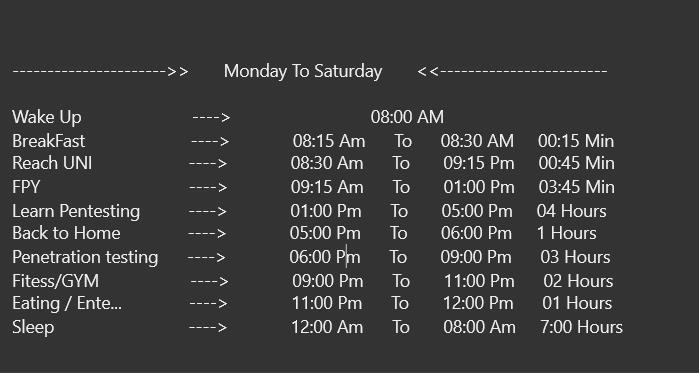 ---------------------->> Monday To Saturday <<------------------------
Wake Up ----> 08:00 AM
BreakFast ----> 08:15 Am To 08:30 AM 00:15 Min
Reach UNI ----> 08:30 Am To 09:15 Pm 00:45 Min
FPY ----> 09:15 Am To 01:00 Pm 03:45 Min
Learn Pentesting ----> 01:00 Pm To 05:00 Pm 04 Hours
Back to Home ----> 05:00 Pm To 06:00 Pm 1 Hours
Penetration testing ----> 06:00 Pm To 09:00 Pm 03 Hours
Fitess/GYM ----> 09:00 Pm To 11:00 Pm 02 Hours
Eating / Ente... ----> 11:00 Pm To 12:00 Pm 01 Hours
Sleep ----> 12:00 Am To 08:00 Am 7:00 Hours